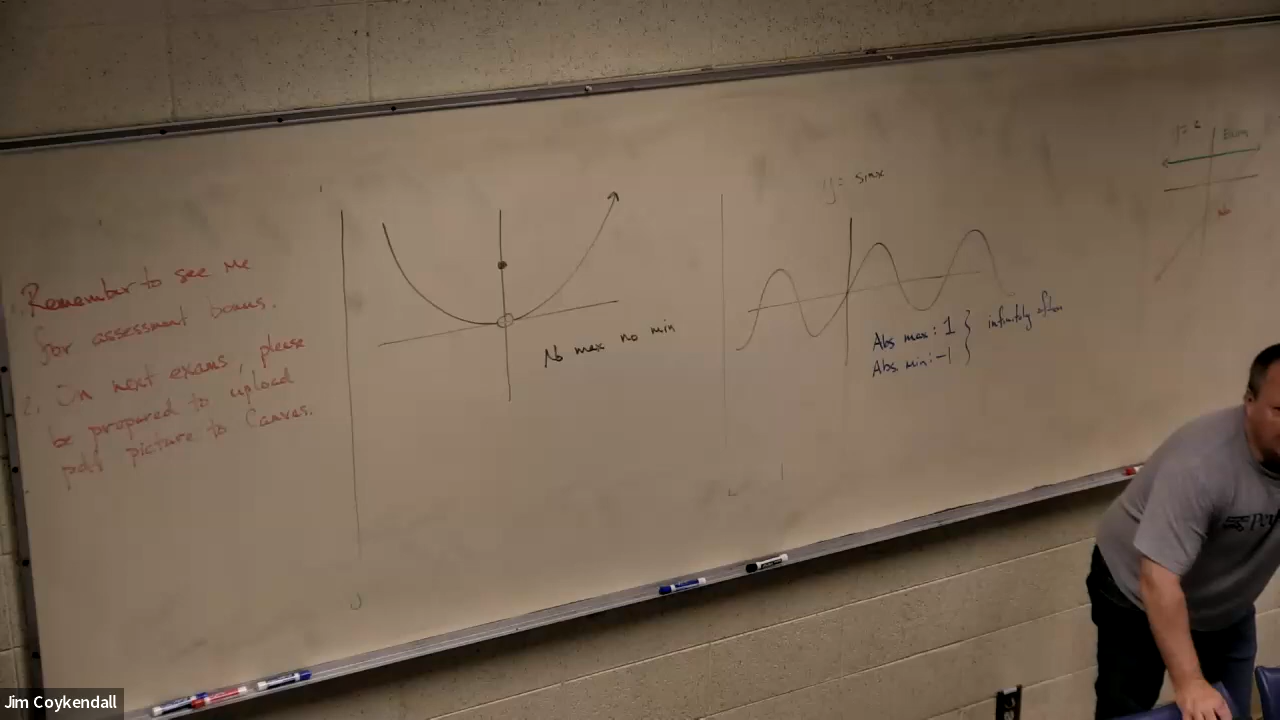 1. Remember to see me
for assessment bonus.
2. On next exams, please
be prepared to upload
pdf picture to Canvas.
No max no min
y = sinx
Abs max: 1
Abs. min: -1
infinitely often
y =
Jim Coykendall